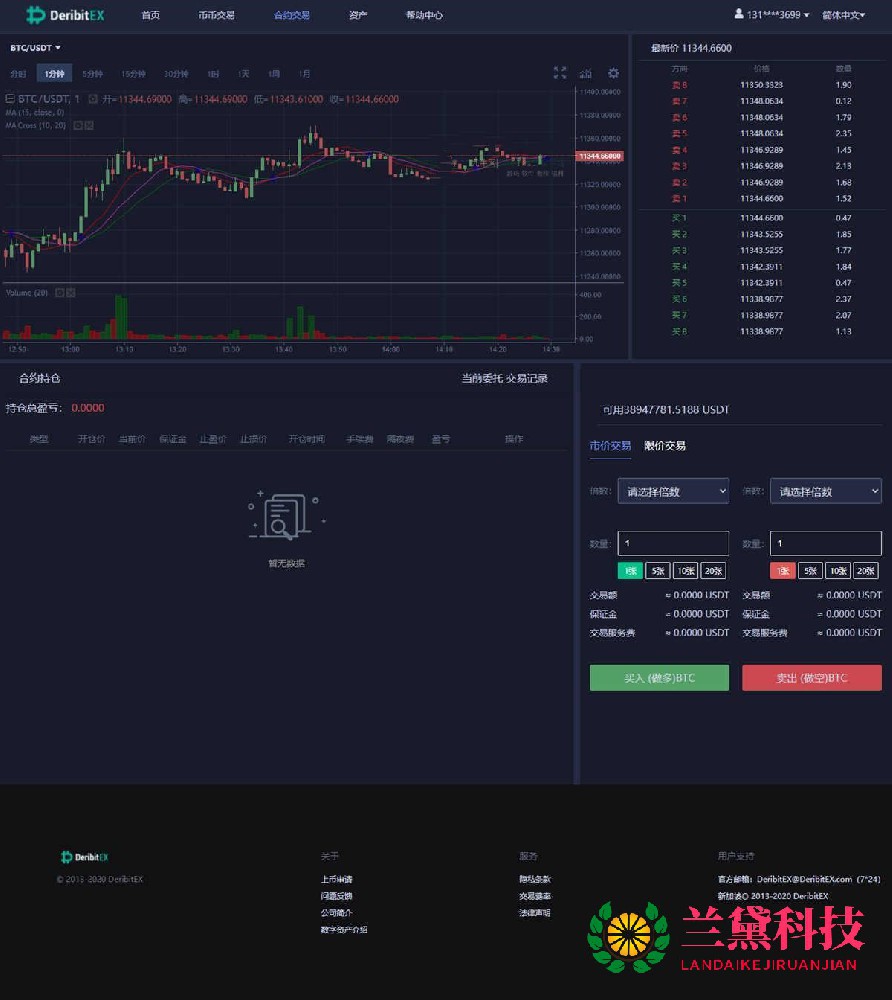 DeribitEX 首页 币币交易 合约交易 资产 帮助中心 131****3699 简体中文
BTC/USDT
分时 1分钟 5分钟 15分钟 30分钟 1时 1天 1周 1月
BTC/USDT, 1 开=11344.69000 高=11344.69000 低=11343.61000 收=11344.66000
MA (15, close, 0)
MA Cross (10, 20)
11344.66000
11320.00000
11300.00000
11280.00000
11260.00000
11240.00000
Volume (20)
400.00
200.00
0.00
12:50 13:00 13:10 13:20 13:30 13:40 13:50 14:00 14:10 14:20 14:30
最新价 11344.6600
方向 价格 数量
卖 8 11350.3323 1.90
卖 7 11348.0634 0.12
卖 6 11348.0634 1.79
卖 5 11348.0634 2.35
卖 4 11346.9289 1.45
卖 3 11346.9289 2.13
卖 2 11346.9289 1.68
卖 1 11344.6600 1.52
买 1 11344.6600 0.47
买 2 11343.5255 1.85
买 3 11343.5255 1.77
买 4 11342.3911 1.84
买 5 11342.3911 0.47
买 6 11338.9877 2.37
买 7 11338.9877 2.07
买 8 11338.9877 1.13
合约持仓 当前委托 交易记录
持仓总盈亏： 0.0000
类型 开仓价 当前价 保证金 止盈价 止损价 开仓时间 手续费 隔夜费 盈亏 操作
暂无数据
可用38947781.5188 USDT
市价交易 限价交易
倍数： 请选择倍数 倍数： 请选择倍数
数量： 1 数量： 1
1张 5张 10张 20张 1张 5张 10张 20张
交易额 ≈ 0.0000 USDT 交易额 ≈ 0.0000 USDT
保证金 ≈ 0.0000 USDT 保证金 ≈ 0.0000 USDT
交易服务费 ≈ 0.0000 USDT 交易服务费 ≈ 0.0000 USDT
买入 (做多)BTC 卖出 (做空)BTC
DeribitEX
© 2013-2020 DeribitEX
关于
上币申请
问题反馈
公司简介
数字资产介绍
服务
隐私条款
交易费率
法律声明
用户支持
官方邮箱： DeribitEX@DeribitEX.com (7*24)
新加坡© 2013-2020 DeribitEX
兰黛科技
LANDAIKEJIRUANJIAN